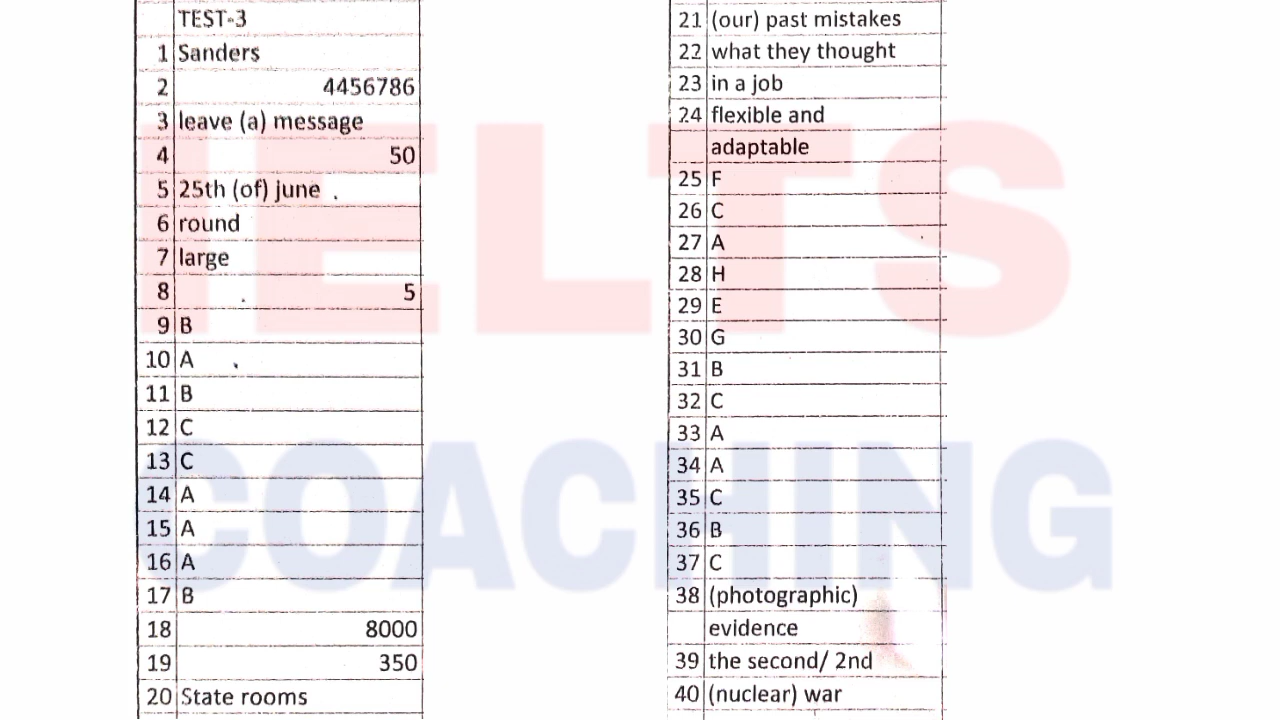 TEST-3
1 Sanders
2 4456786
3 leave (a) message
4 50
5 25th (of) june
6 round
7 large
8 5
9 B
10 A
11 B
12 C
13 C
14 A
15 A
16 A
17 B
18 8000
19 350
20 State rooms
21 (our) past mistakes
22 what they thought
23 in a job
24 flexible and
adaptable
25 F
26 C
27 A
28 H
29 E
30 G
31 B
32 C
33 A
34 A
35 C
36 B
37 C
38 (photographic)
evidence
39 the second/ 2nd
40 (nuclear) war
IELTS
COACHING